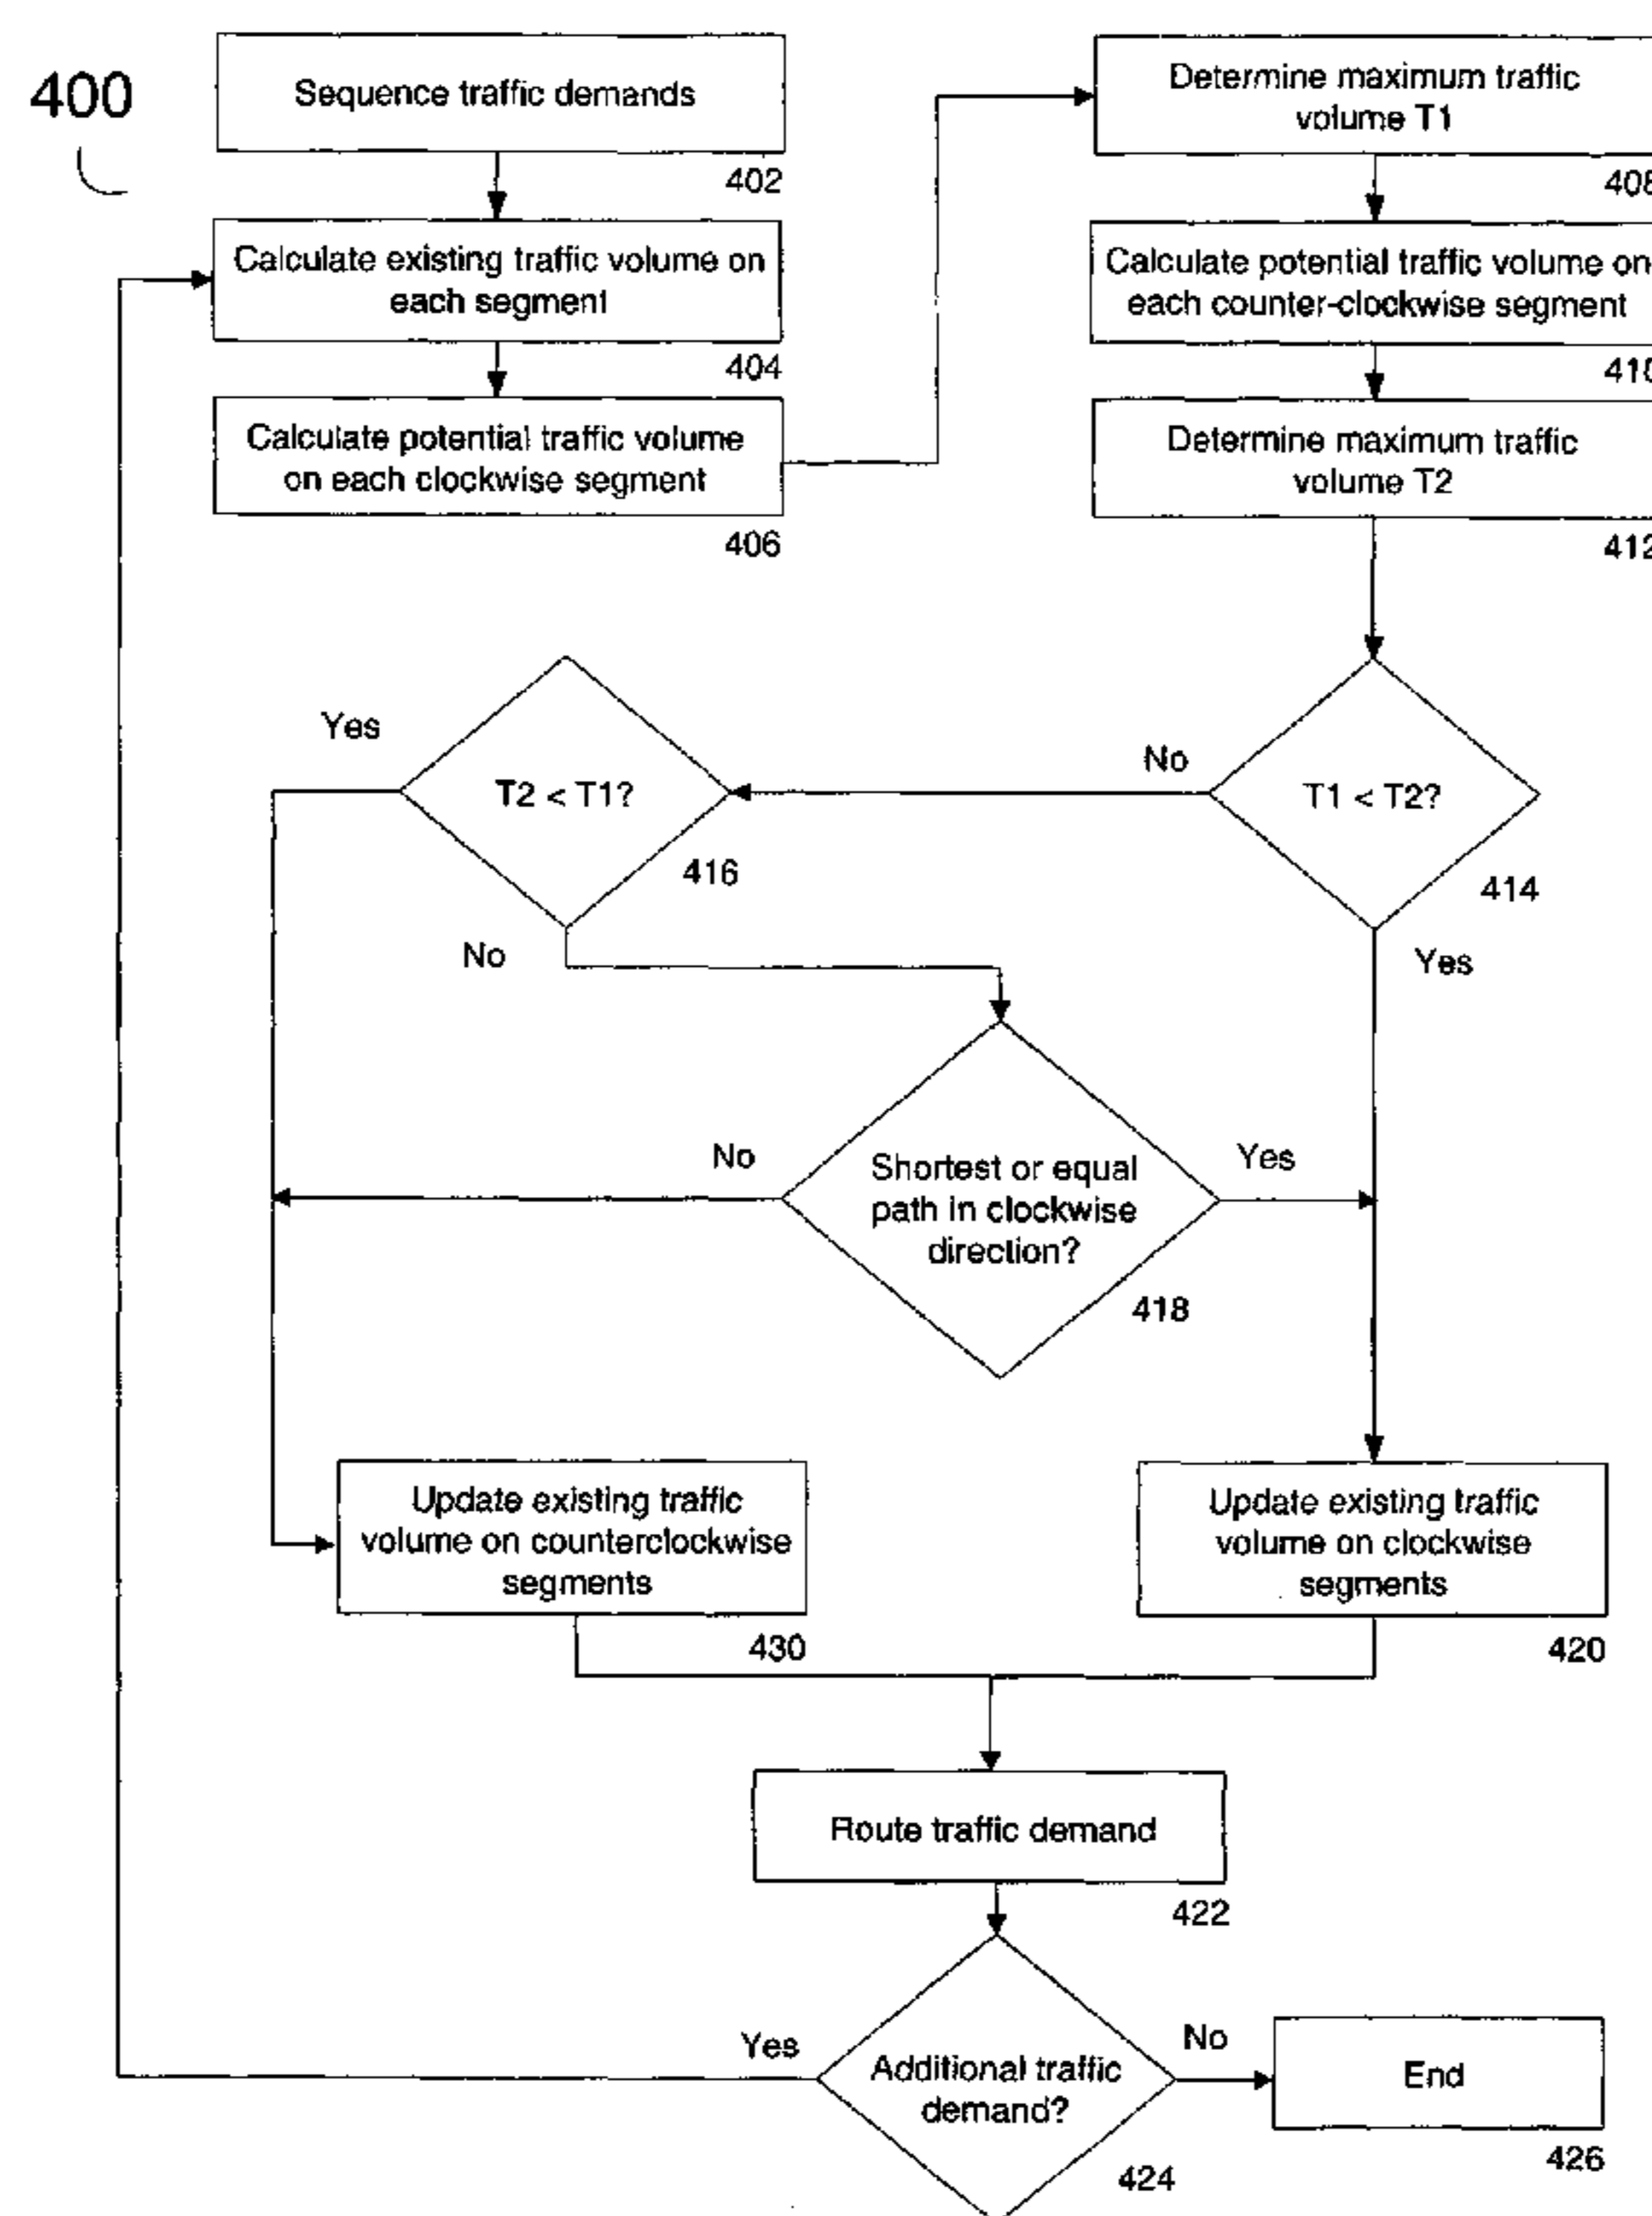 400
Sequence traffic demands
402
Calculate existing traffic volume on
each segment
404
Calculate potential traffic volume
on each clockwise segment
406
Determine maximum traffic
volume T1
408
Calculate potential traffic volume on
each counter-clockwise segment
410
Determine maximum traffic
volume T2
412
T1 < T2?
414
No
Yes
T2 < T1?
416
Yes
No
Shortest or equal
path in clockwise
direction?
418
No
Yes
Update existing traffic
volume on counterclockwise
segments
430
Update existing traffic
volume on clockwise
segments
420
Route traffic demand
422
Additional traffic
demand?
424
Yes
No
End
426